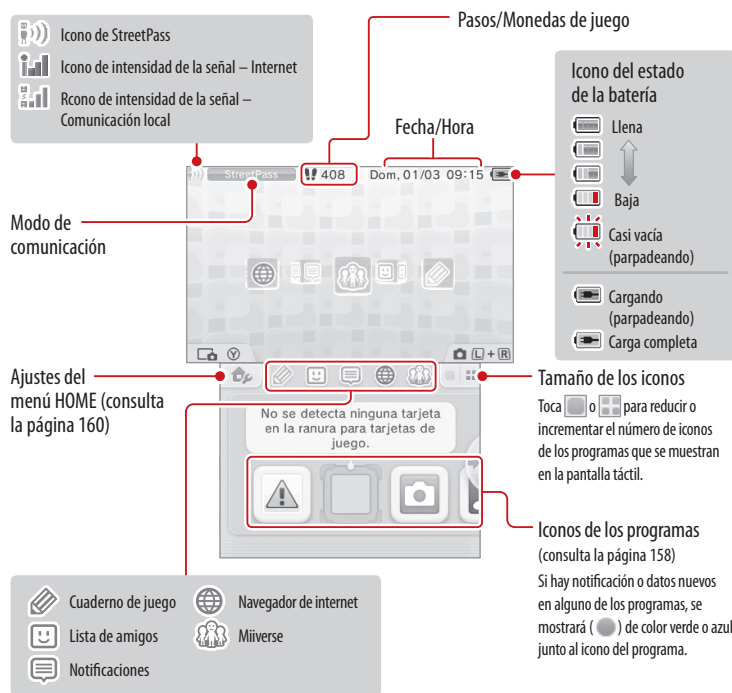 Icono de StreetPass
Icono de intensidad de la señal – Internet
Rcono de intensidad de la señal –
Comunicación local
Pasos/Monedas de juego
Fecha/Hora
Icono del estado
de la batería
Llena
Baja
Casi vacía
(parpadeando)
Cargando
(parpadeando)
Carga completa
StreetPass
408
Dom, 01/03 09:15
Modo de
comunicación
Y
L + R
Ajustes del
menú HOME (consulta
la página 160)
No se detecta ninguna tarjeta
en la ranura para tarjetas de
juego.
Tamaño de los iconos
Toca o para reducir o
incrementar el número de iconos
de los programas que se muestran
en la pantalla táctil.
Iconos de los programas
(consulta la página 158)
Si hay notificación o datos nuevos
en alguno de los programas, se
mostrará ( ) de color verde o azul
junto al icono del programa.
Cuaderno de juego
Lista de amigos
Notificaciones
Navegador de internet
Miiverse